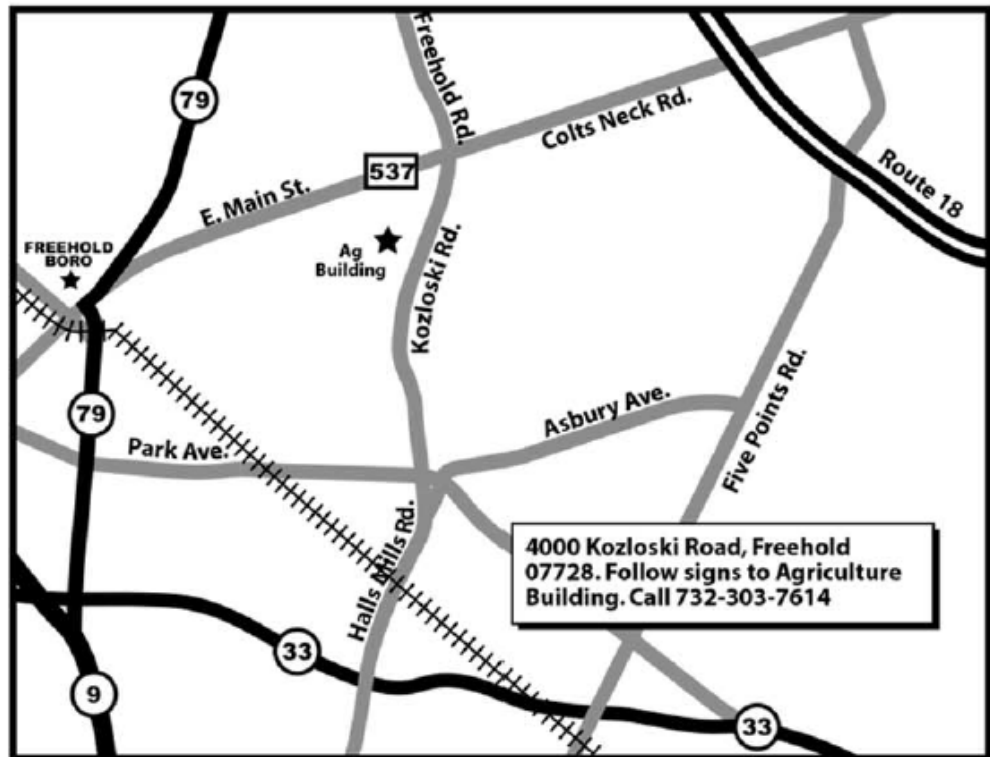 Freehold Rd.
79
Colts Neck Rd.
537
Route 18
E. Main St.
FREEHOLD
BORO
Ag
Building
Kozloski Rd.
79
Asbury Ave.
Five Points Rd.
Park Ave.
Halls Mills Rd.
4000 Kozloski Road, Freehold
07728. Follow signs to Agriculture
Building. Call 732-303-7614
33
9
33